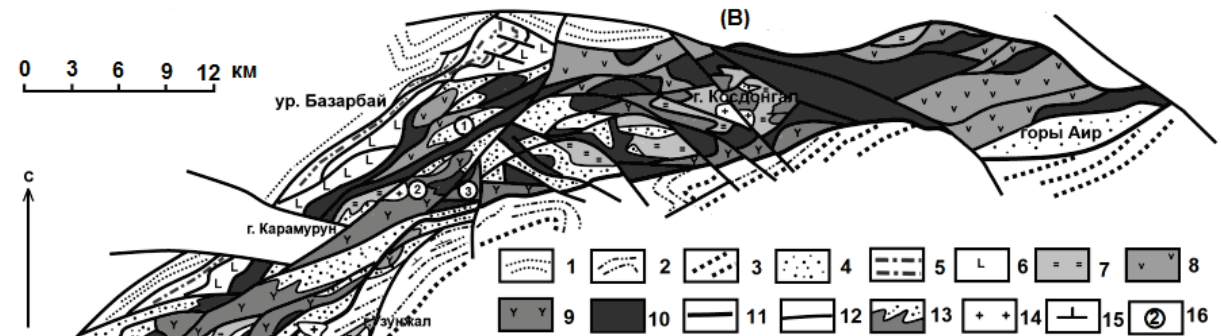 (В)
0 3 6 9 12 км
ур. Базарбай
г. Косдонгал
горы Аир
1
с
2
3
г. Карамурун
1 2 3 4 5 6 7 8
9 10 11 12 13 14 15 16